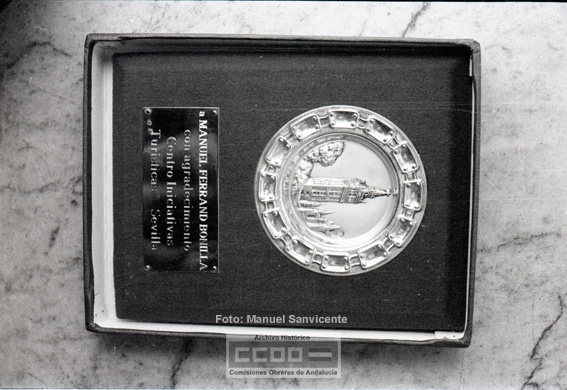 a MANUEL FERRAND BONILLA
con agradecimiento
Centro Iniciativas
Turísticas Sevilla
Foto: Manuel Sanvicente
Archivo Histórico
CCOO
Comisiones Obreras de Andalucía